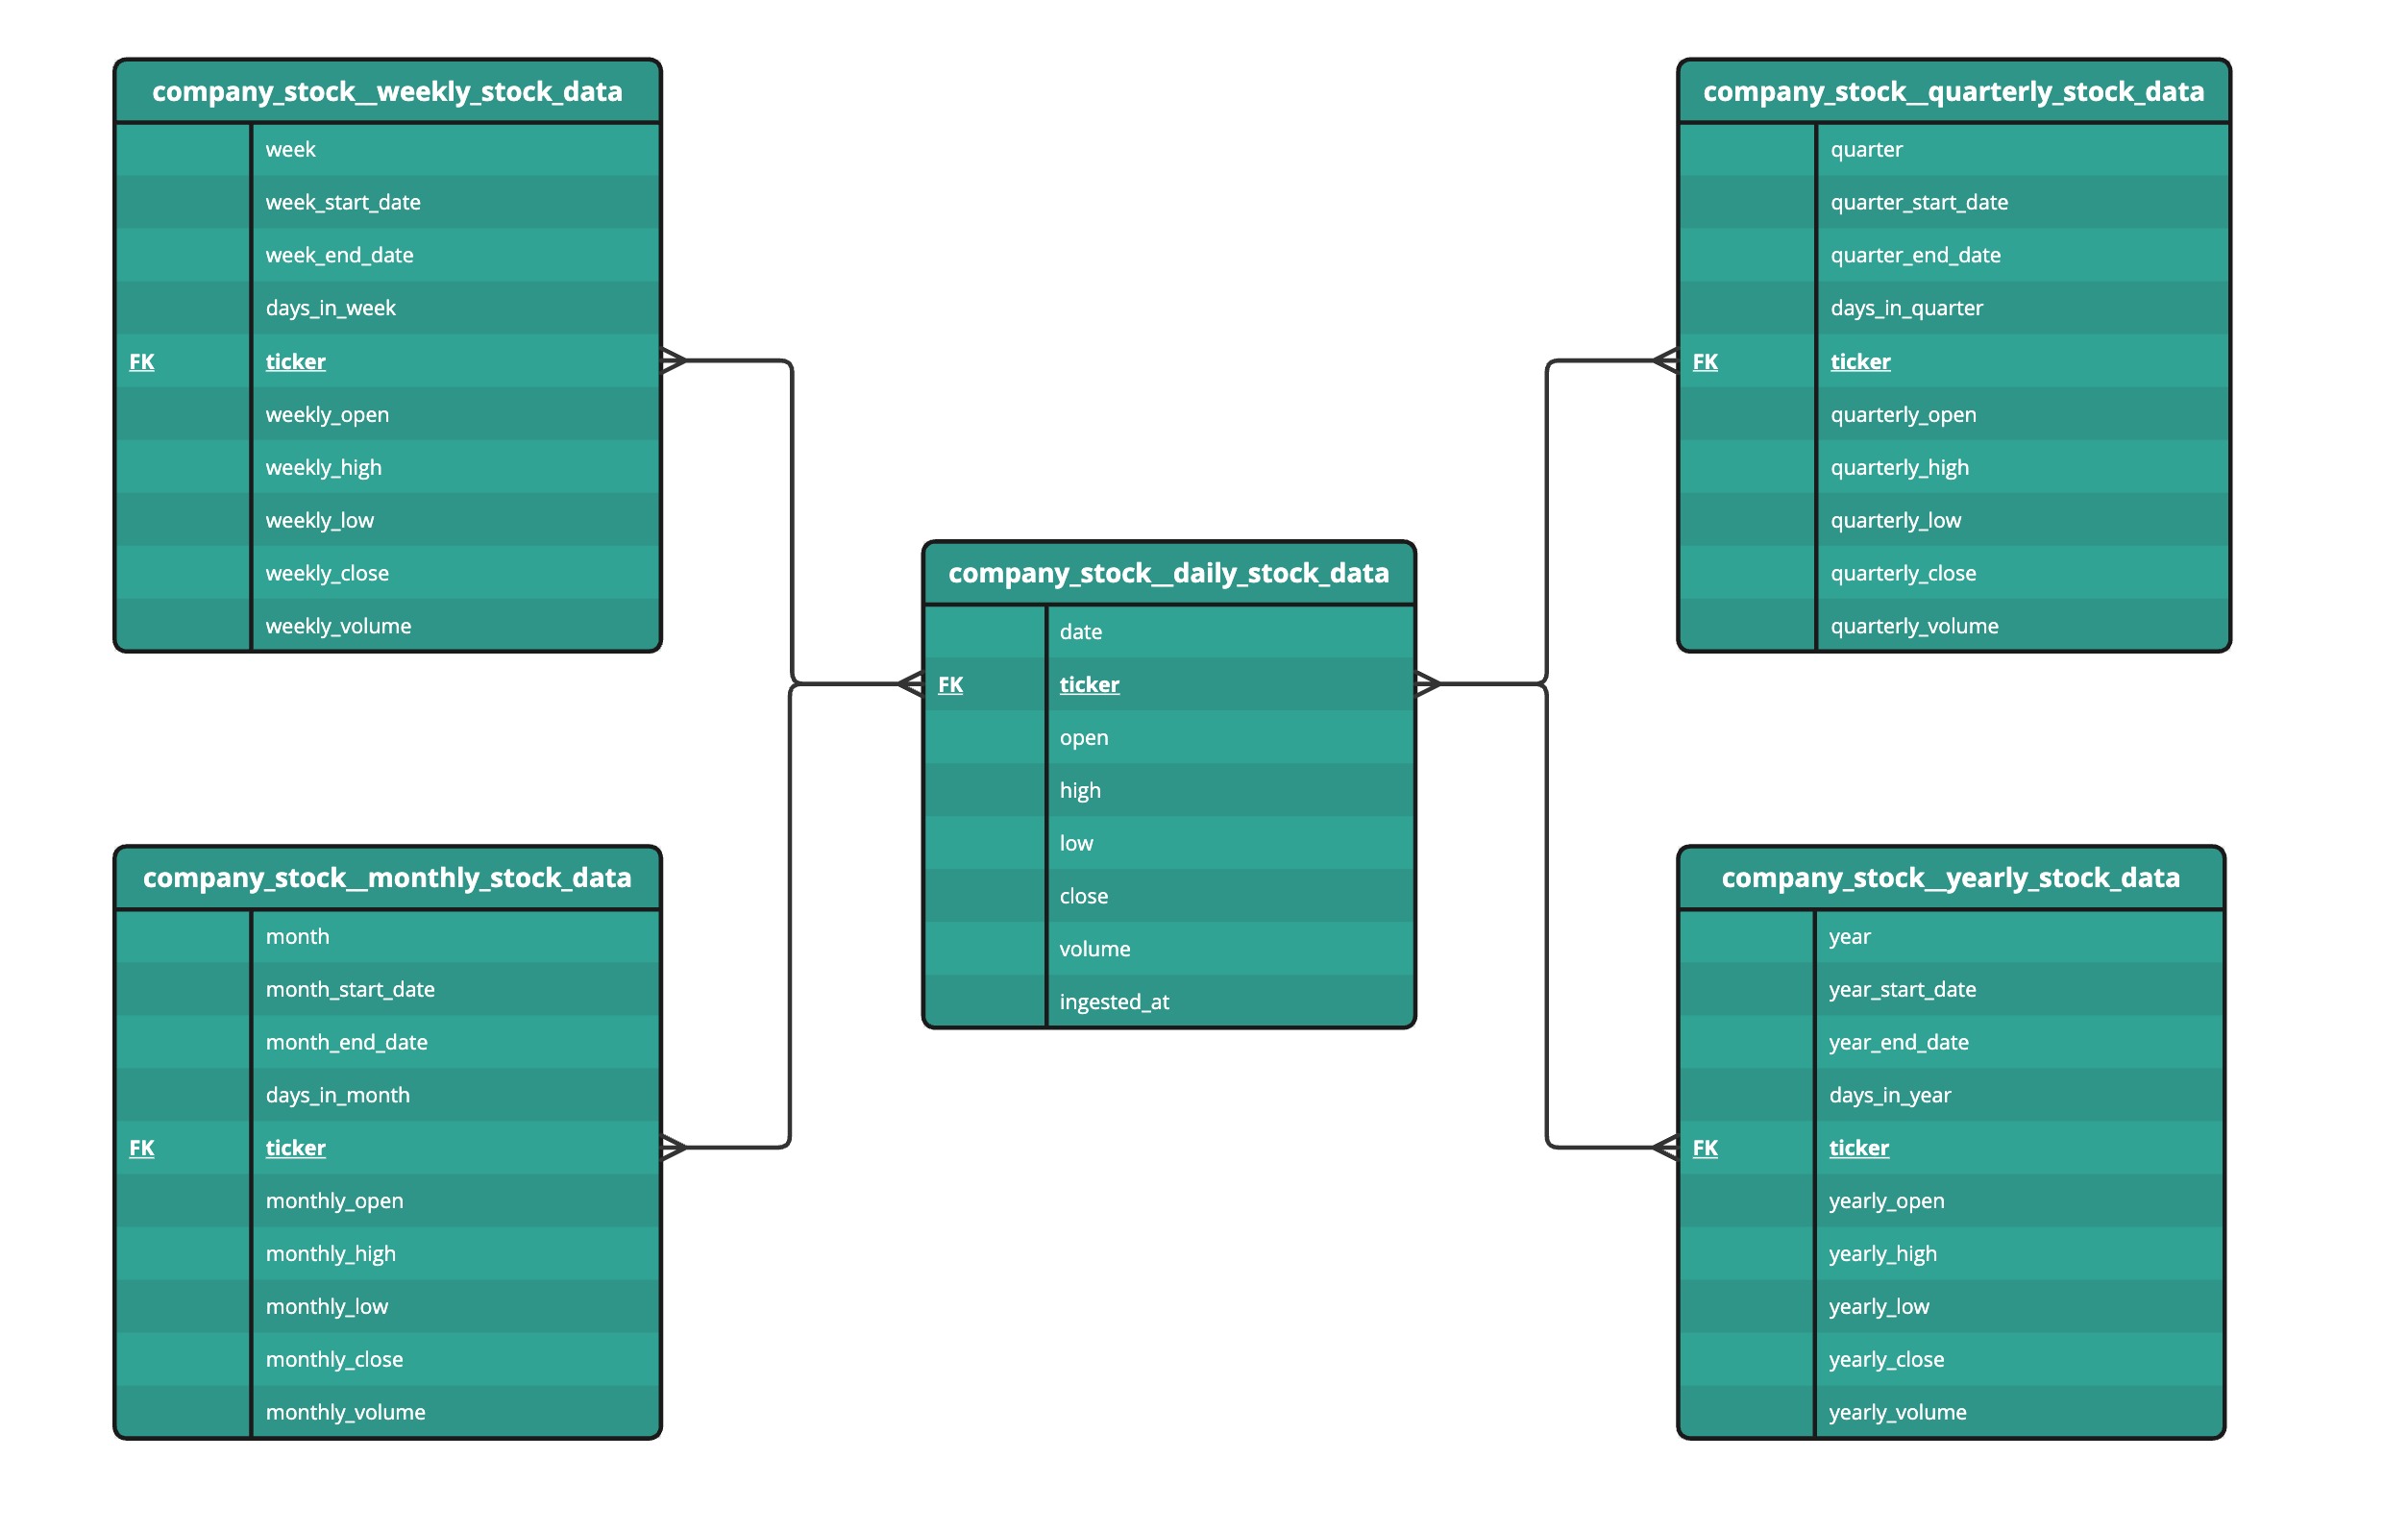 company_stock__weekly_stock_data
week
week_start_date
week_end_date
days_in_week
FK ticker
weekly_open
weekly_high
weekly_low
weekly_close
weekly_volume
company_stock__quarterly_stock_data
quarter
quarter_start_date
quarter_end_date
days_in_quarter
FK ticker
quarterly_open
quarterly_high
quarterly_low
quarterly_close
quarterly_volume
company_stock__daily_stock_data
date
FK ticker
open
high
low
close
volume
ingested_at
company_stock__monthly_stock_data
month
month_start_date
month_end_date
days_in_month
FK ticker
monthly_open
monthly_high
monthly_low
monthly_close
monthly_volume
company_stock__yearly_stock_data
year
year_start_date
year_end_date
days_in_year
FK ticker
yearly_open
yearly_high
yearly_low
yearly_close
yearly_volume